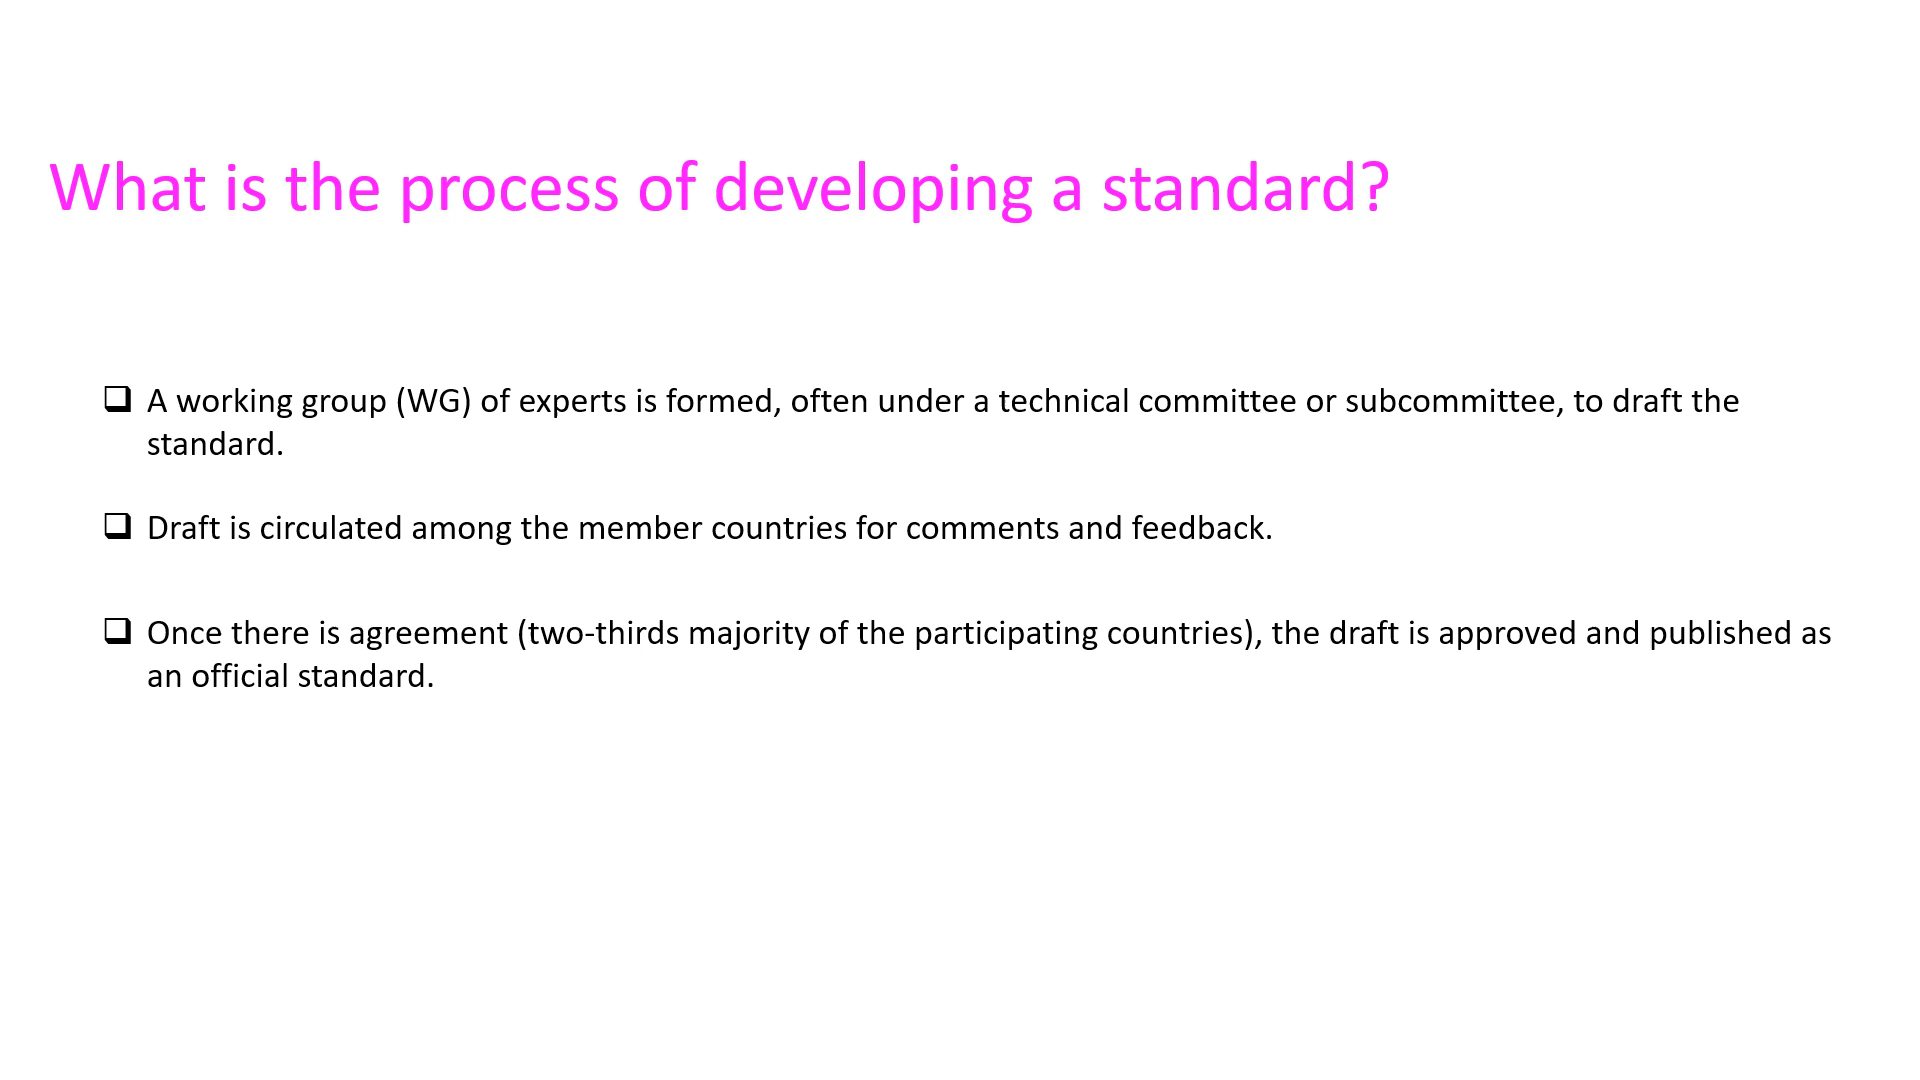 What is the process of developing a standard?
❑ A working group (WG) of experts is formed, often under a technical committee or subcommittee, to draft the
standard.
❑ Draft is circulated among the member countries for comments and feedback.
❑ Once there is agreement (two-thirds majority of the participating countries), the draft is approved and published as
an official standard.